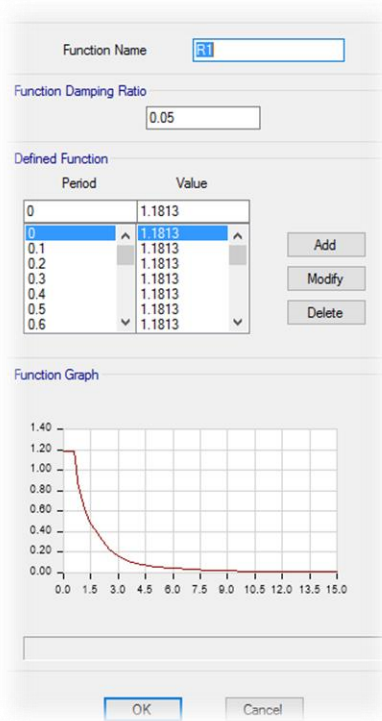 Function Name R1
Function Damping Ratio
0.05
Defined Function
Period Value
0 1.1813
0 1.1813
0.1 1.1813
0.2 1.1813
0.3 1.1813
0.4 1.1813
0.5 1.1813
0.6 1.1813
Add
Modify
Delete
Function Graph
1.40
1.20
1.00
0.80
0.60
0.40
0.20
0.00
0.0 1.5 3.0 4.5 6.0 7.5 9.0 10.5 12.0 13.5 15.0
OK Cancel